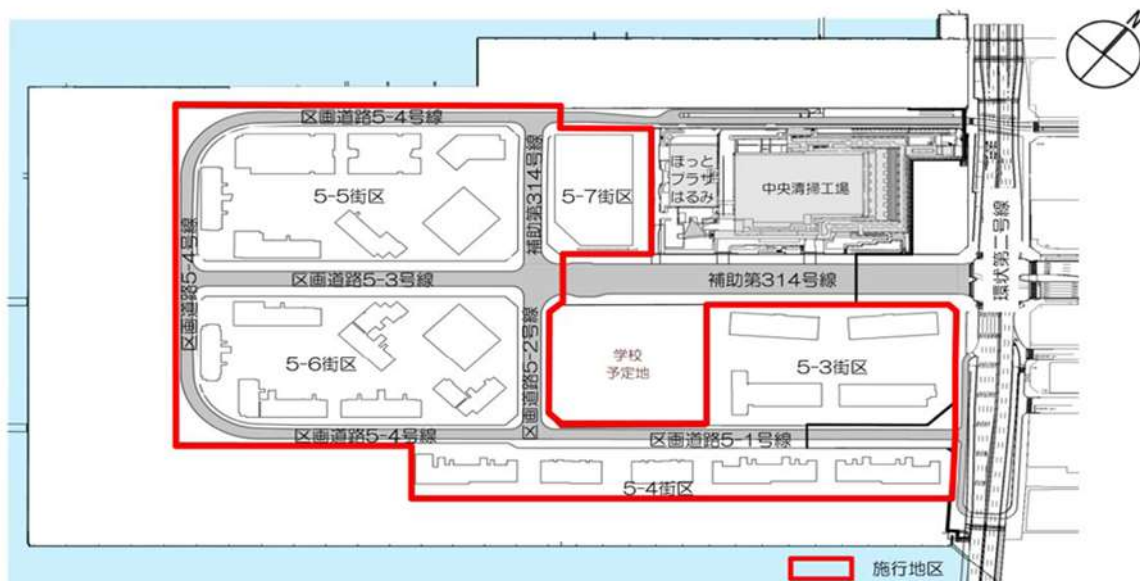 N
区画道路5-4号線
5-5街区
補助第314号線
5-7街区
ほっと
プラザ
はるみ
中央清掃工場
環状第二号線
区画道路5-4号線
区画道路5-3号線
補助第314号線
5-6街区
区画道路5-2号線
学校
予定地
5-3街区
区画道路5-4号線
区画道路5-1号線
5-4街区
施行地区